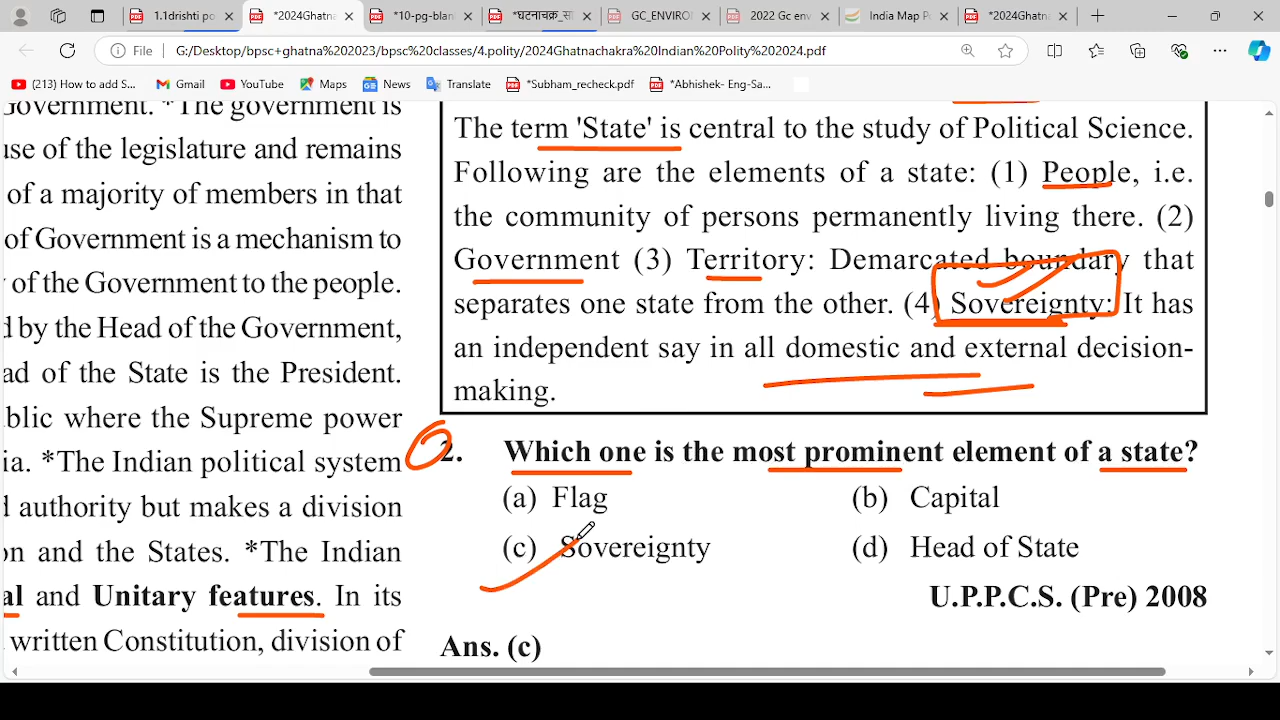 1.1drishti po
*2024Ghatna
*10-pg-blan
*घटनाचक्र_सा
GC_ENVIRO
2022 Gc env
India Map P
*2024Ghatn
File
G:/Desktop/bpsc+ghatna%202023/bpsc%20classes/4.polity/2024Ghatnachakra%20Indian%20Polity%202024.pdf
(213) How to add S...
Gmail
YouTube
Maps
News
Translate
*Subham_recheck.pdf
*Abhishek- Eng-Sa...
Government. *The government is
use of the legislature and remains
of a majority of members in that
of Government is a mechanism to
of the Government to the people.
d by the Head of the Government,
ad of the State is the President.
blic where the Supreme power
ia. *The Indian political system
d authority but makes a division
on and the States. *The Indian
al and Unitary features. In its
written Constitution, division of
The term 'State' is central to the study of Political Science.
Following are the elements of a state: (1) People, i.e.
the community of persons permanently living there. (2)
Government (3) Territory: Demarcated boundary that
separates one state from the other. (4) Sovereignty: It has
an independent say in all domestic and external decision-
making.
2. Which one is the most prominent element of a state?
(a) Flag (b) Capital
(c) Sovereignty (d) Head of State
U.P.P.C.S. (Pre) 2008
Ans. (c)